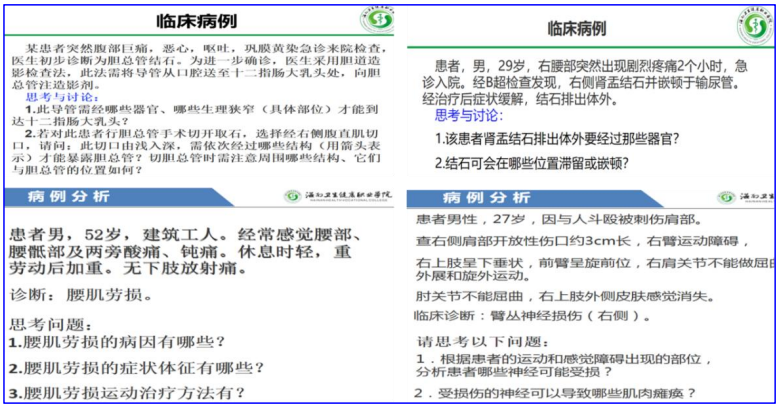 临床病例
某患者突然腹部巨痛，恶心，呕吐，巩膜黄染急诊来院检查，
医生初步诊断为胆总管结石。为进一步确诊，医生采用胆道造
影检查法，此法需将导管从口腔送至十二指肠大乳头处，向胆
总管注造影剂。
思考与讨论：
1.此导管需经哪些器官、哪些生理狭窄（具体部位）才能到
达十二指肠大乳头？
2.若对此患者行胆总管手术切开取石，选择经右侧腹直肌切
口，请问：此切口由浅入深，需依次经过哪些结构（用箭头表
示）才能暴露胆总管？切胆总管时需注意周围哪些结构、它们
与胆总管的位置如何？
临床病例
患者，男，29岁，右腰部突然出现剧烈疼痛2个小时，急
诊入院。经B超检查发现，右侧肾盂结石并嵌顿于输尿管。
经治疗后症状缓解，结石排出体外。
思考与讨论：
1.该患者肾盂结石排出体外要经过那些器官？
2.结石可会在哪些位置滞留或嵌顿？
病例分析
海南卫生健康职业学院
患者男，52岁，建筑工人。经常感觉腰部、
腰骶部及两旁酸痛、钝痛。休息时轻，重
劳动后加重。无下肢放射痛。
诊断：腰肌劳损。
思考问题：
1.腰肌劳损的病因有哪些？
2.腰肌劳损的症状体征有哪些？
3.腰肌劳损运动治疗方法有？
病例分析
海南卫生健康职业学院
患者男性，27岁，因与人斗殴被刺伤肩部。
查右侧肩部开放性伤口约3cm长，右臂运动障碍，
右上肢呈下垂状，前臂呈旋前位，右肩关节不能做屈曲
外展和旋外运动。
肘关节不能屈曲，右上肢外侧皮肤感觉消失。
临床诊断：臂丛神经损伤（右侧）。
请思考以下问题：
1．根据患者的运动和感觉障碍出现的部位，
分析患者哪些神经可能受损？
2．受损伤的神经可以导致哪些肌肉瘫痪？